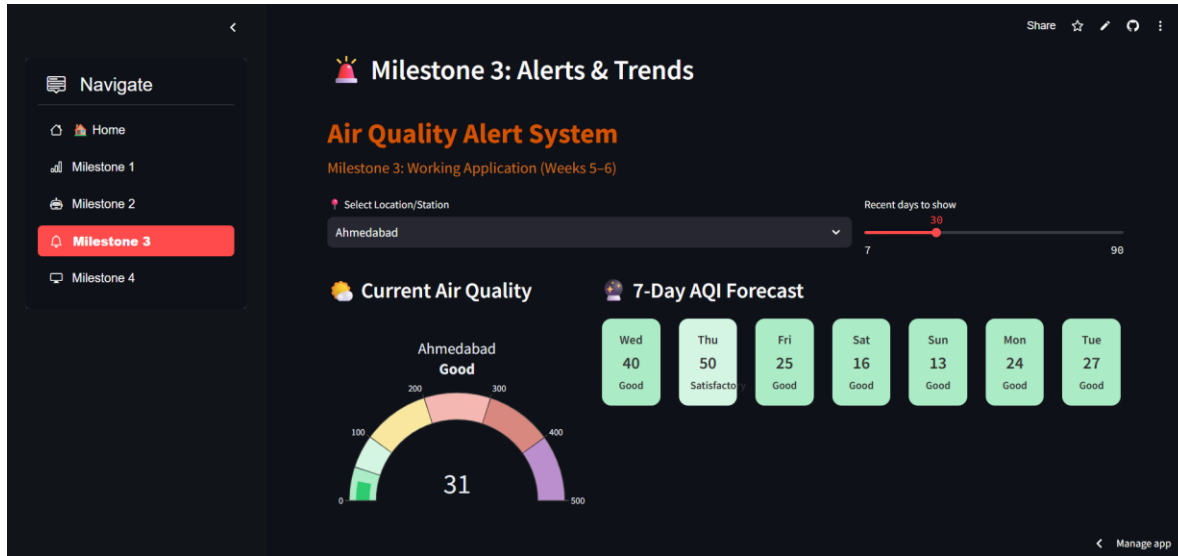 Share
Navigate
Home
Milestone 1
Milestone 2
Milestone 3
Milestone 4
Milestone 3: Alerts & Trends
Air Quality Alert System
Milestone 3: Working Application (Weeks 5–6)
Select Location/Station
Ahmedabad
Recent days to show
30
7 90
Current Air Quality
Ahmedabad
Good
0 100 200 300 400 500
31
7-Day AQI Forecast
Wed Thu Fri Sat Sun Mon Tue
40 50 25 16 13 24 27
Good Satisfactory Good Good Good Good Good
Manage app